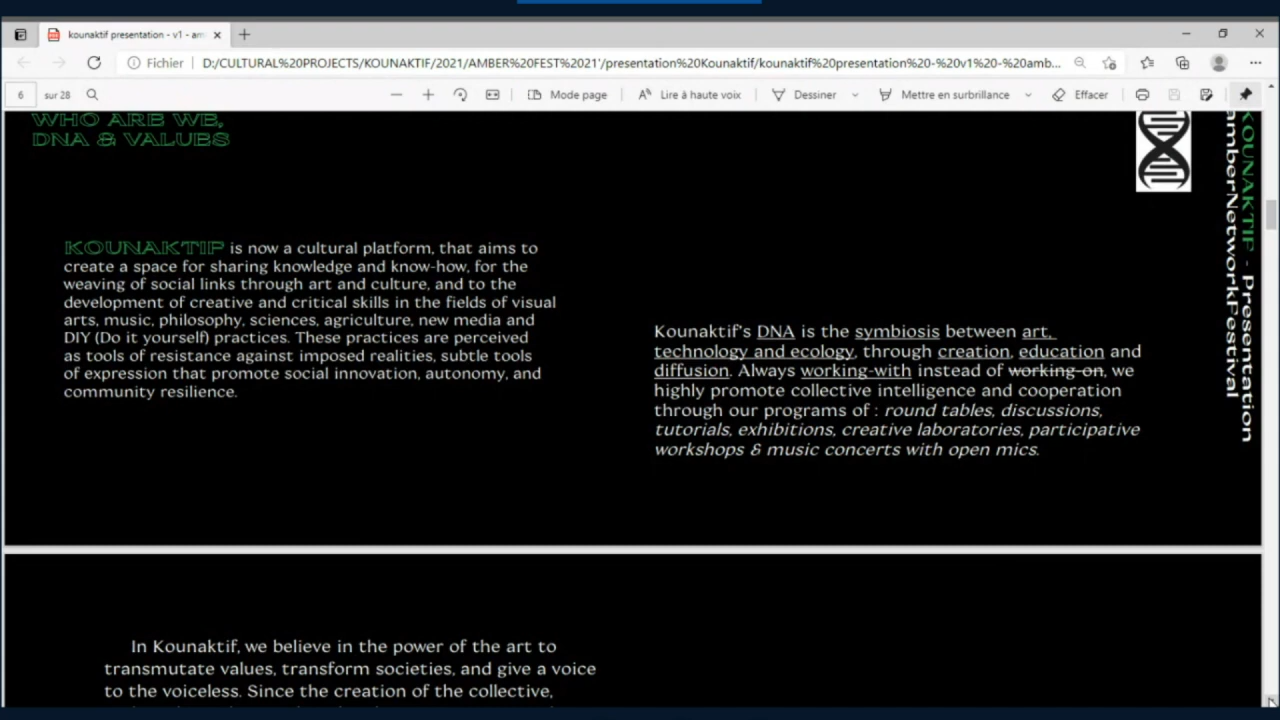 kounaktif presentation - v1 - am
Fichier
D:/CULTURAL%20PROJECTS/KOUNAKTIF/2021/AMBER%20FEST%2021'/presentation%20Kounaktif/kounaktif%20presentation%20-%20v1%20-%20amb...
6
sur 28
Mode page
Lire à haute voix
Dessiner
Mettre en surbrillance
Effacer
WHO ARE WE,
DNA & VALUES
KOUNAKTIF is now a cultural platform, that aims to
create a space for sharing knowledge and know-how, for the
weaving of social links through art and culture, and to the
development of creative and critical skills in the fields of visual
arts, music, philosophy, sciences, agriculture, new media and
DIY (Do it yourself) practices. These practices are perceived
as tools of resistance against imposed realities, subtle tools
of expression that promote social innovation, autonomy, and
community resilience.
Kounaktif's DNA is the symbiosis between art,
technology and ecology, through creation, education and
diffusion. Always working-with instead of working-on, we
highly promote collective intelligence and cooperation
through our programs of : round tables, discussions,
tutorials, exhibitions, creative laboratories, participative
workshops & music concerts with open mics.
KOUNAKTIF - Presentation
amberNetworkFestival
In Kounaktif, we believe in the power of the art to
transmutate values, transform societies, and give a voice
to the voiceless. Since the creation of the collective,